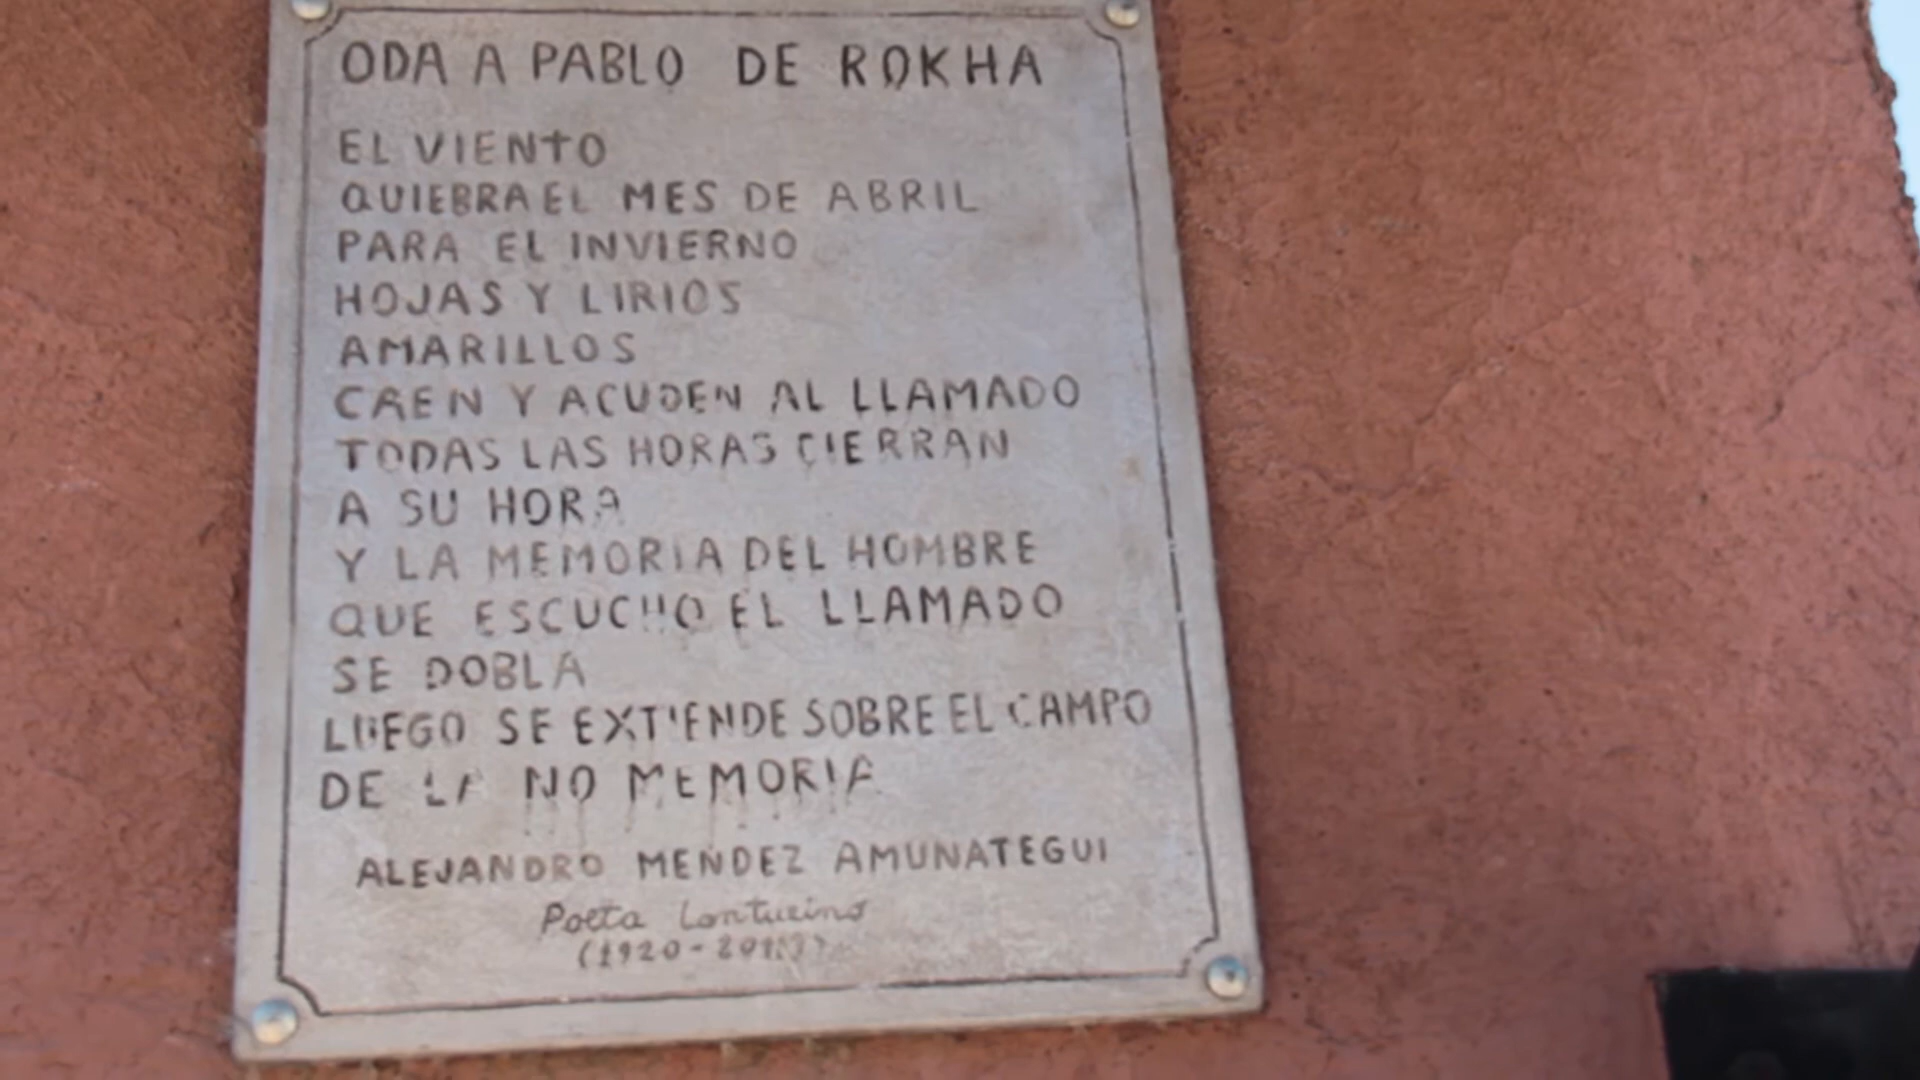 ODA A PABLO DE ROKHA
EL VIENTO
QUIEBRA EL MES DE ABRIL
PARA EL INVIERNO
HOJAS Y LIRIOS
AMARILLOS
CAEN Y ACUDEN AL LLAMADO
TODAS LAS HORAS CIERRAN
A SU HORA
Y LA MEMORIA DEL HOMBRE
QUE ESCUCHO EL LLAMADO
SE DOBLA
LUEGO SE EXTIENDE SOBRE EL CAMPO
DE LA NO MEMORIA
ALEJANDRO MENDEZ AMUNATEGUI
Poeta Lontueino